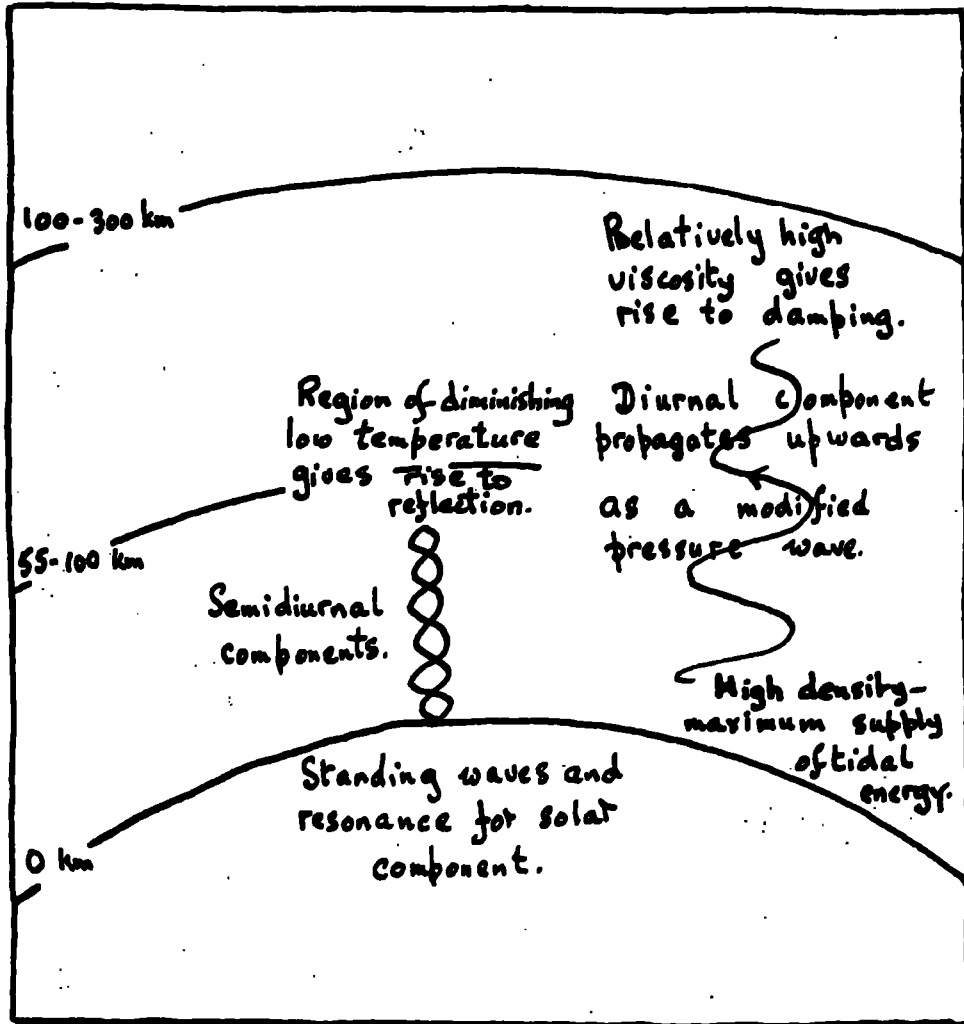 100-300 km
Relatively high
viscosity gives
rise to damping.
Region of diminishing
low temperature
gives rise to
reflection.
Diurnal component
propagates upwards
as a modified
pressure wave.
55-100 km
Semidiurnal
components.
High density-
maximum supply
of tidal
energy.
Standing waves and
resonance for solar
component.
0 km